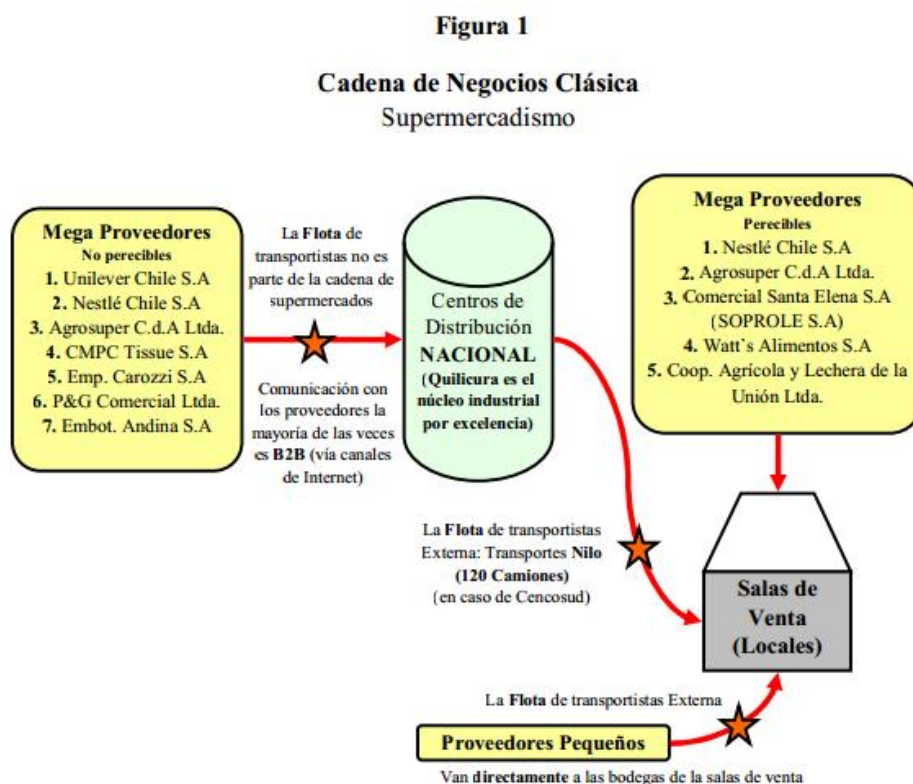 Figura 1
Cadena de Negocios Clásica
Supermercadismo
Mega Proveedores
No perecibles
1. Unilever Chile S.A
2. Nestlé Chile S.A
3. Agrosuper C.d.A Ltda.
4. CMPC Tissue S.A
5. Emp. Carozzi S.A
6. P&G Comercial Ltda.
7. Embot. Andina S.A
La Flota de
transportistas no es
parte de la cadena de
supermercados
Comunicación con
los proveedores la
mayoría de las veces
es B2B (vía canales
de Internet)
Centros de
Distribución
NACIONAL
(Quilicura es el
núcleo industrial
por excelencia)
Mega Proveedores
Perecibles
1. Nestlé Chile S.A
2. Agrosuper C.d.A Ltda.
3. Comercial Santa Elena S.A
(SOPROLE S.A)
4. Watt`s Alimentos S.A
5. Coop. Agrícola y Lechera de la
Unión Ltda.
La Flota de transportistas
Externa: Transportes Nilo
(120 Camiones)
(en caso de Cencosud)
Salas de
Venta
(Locales)
La Flota de transportistas Externa
Proveedores Pequeños
Van directamente a las bodegas de la salas de venta